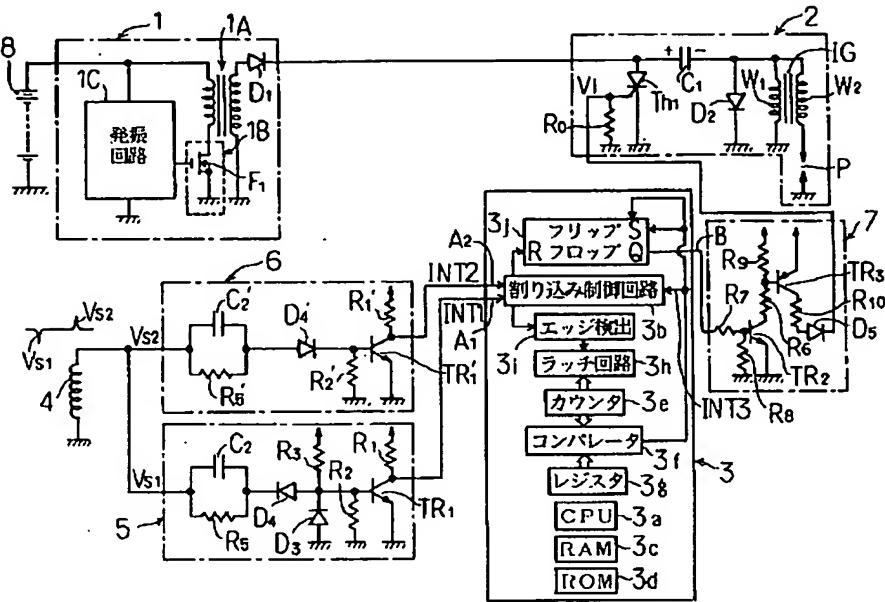 1
8
1A
1C
D1
発振
回路
1B
F1
2
IG
+ -
C1
W1
W2
V1
Th1
D2
Ro
P
3j
フリップ S
R フロップ Q
B
7
A2
INT2
INT1
A1
割り込み制御回路
3b
3i
エッジ検出
ラッチ回路
3h
カウンタ
3e
コンパレータ
3f
レジスタ
3g
CPU
3a
RAM
3c
ROM
3d
3
INT3
R9
TR3
R7
R10
R6
D5
TR2
R8
6
C2'
R1'
D4'
R6'
R2'
TR1'
VS2
VS1
VS2
4
VS1
5
C2
R5
D4
R3
D3
R2
R1
TR1